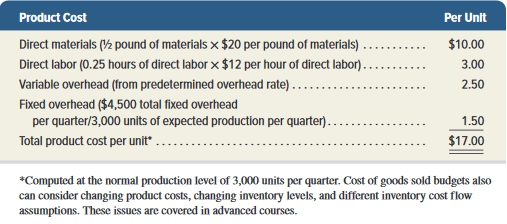 Product Cost Per Unit
Direct materials (½ pound of materials × $20 per pound of materials) . . . . . . . . . . . $10.00
Direct labor (0.25 hours of direct labor × $12 per hour of direct labor). . . . . . . . . . . 3.00
Variable overhead (from predetermined overhead rate) . . . . . . . . . . . . . . . . . . . . . . . 2.50
Fixed overhead ($4,500 total fixed overhead
per quarter/3,000 units of expected production per quarter). . . . . . . . . . . . . . . . . 1.50
Total product cost per unit* . . . . . . . . . . . . . . . . . . . . . . . . . . . . . . . . . . . . . . . . . . . . . . $17.00
*Computed at the normal production level of 3,000 units per quarter. Cost of goods sold budgets also
can consider changing product costs, changing inventory levels, and different inventory cost flow
assumptions. These issues are covered in advanced courses.